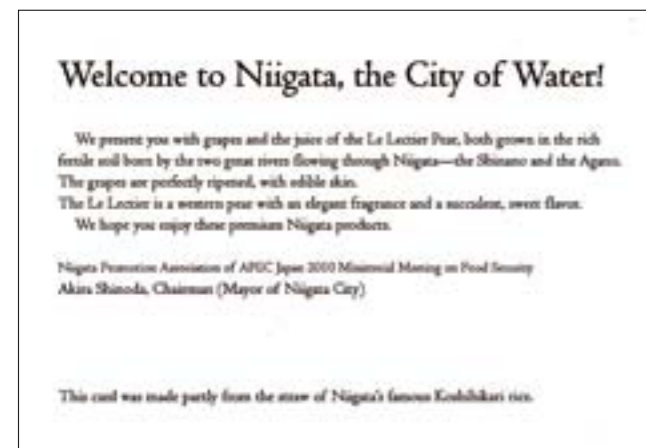 Welcome to Niigata, the City of Water!
We present you with grapes and the juice of the Le Lectier Pear, both grown in the rich
fertile soil born by the two great rivers flowing through Niigata—the Shinano and the Agano.
The grapes are perfectly ripened, with edible skin.
The Le Lectier is a western pear with an elegant fragrance and a succulent, sweet flavor.
We hope you enjoy these premium Niigata products.
Niigata Promotion Association of APEC Japan 2010 Ministerial Meeting on Food Security
Akira Shinoda, Chairman (Mayor of Niigata City)
This card was made partly from the straw of Niigata's famous Koshihikari rice.